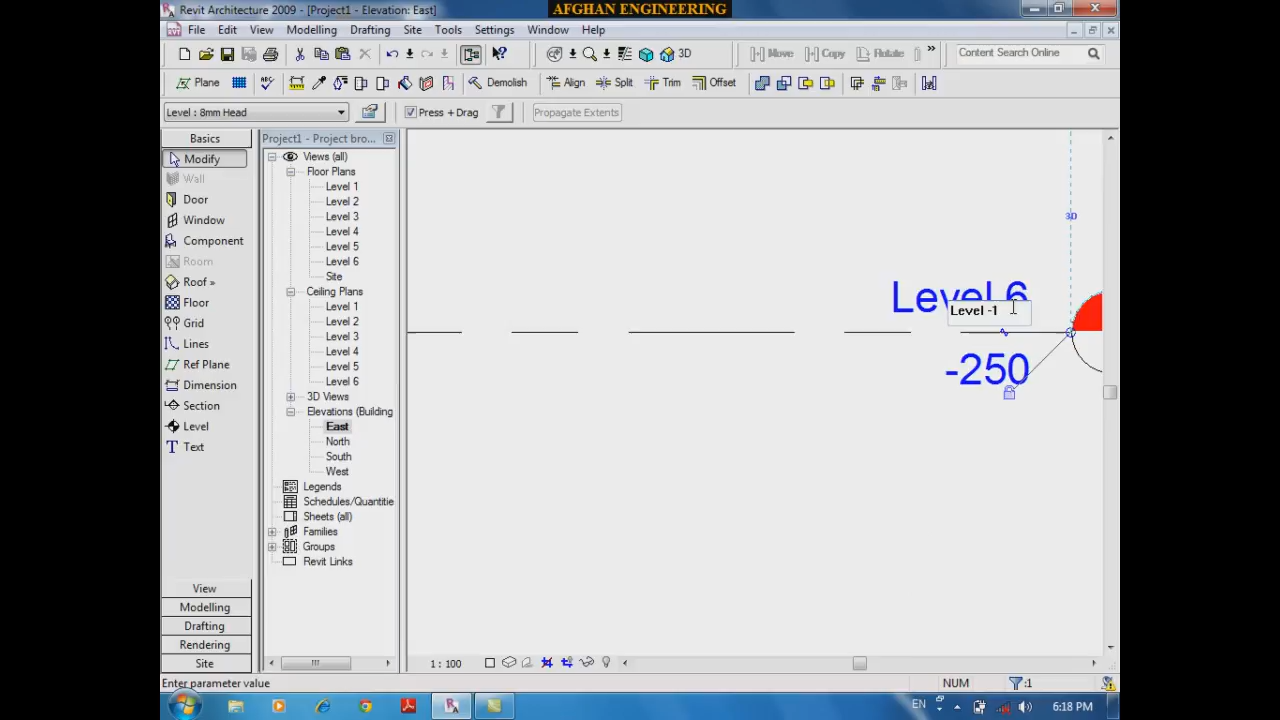 AFGHAN ENGINEERING
Revit Architecture 2009 - [Project1 - Elevation: East]
File Edit View Modelling Drafting Site Tools Settings Window Help
3D Move Copy Rotate » Content Search Online
Plane Demolish Align Split Trim Offset
Level : 8mm Head Press + Drag Propagate Extents
Basics
Modify
Wall
Door
Window
Component
Room
Roof »
Floor
Grid
Lines
Ref Plane
Dimension
Section
Level
Text
View
Modelling
Drafting
Rendering
Site
Project1 - Project bro...
Views (all)
Floor Plans
Level 1
Level 2
Level 3
Level 4
Level 5
Level 6
Site
Ceiling Plans
Level 1
Level 2
Level 3
Level 4
Level 5
Level 6
3D Views
Elevations (Building
East
North
South
West
Legends
Schedules/Quantitie
Sheets (all)
Families
Groups
Revit Links
3D
Level 6
Level -1
-250
1 : 100
Enter parameter value
NUM :1
EN 6:18 PM